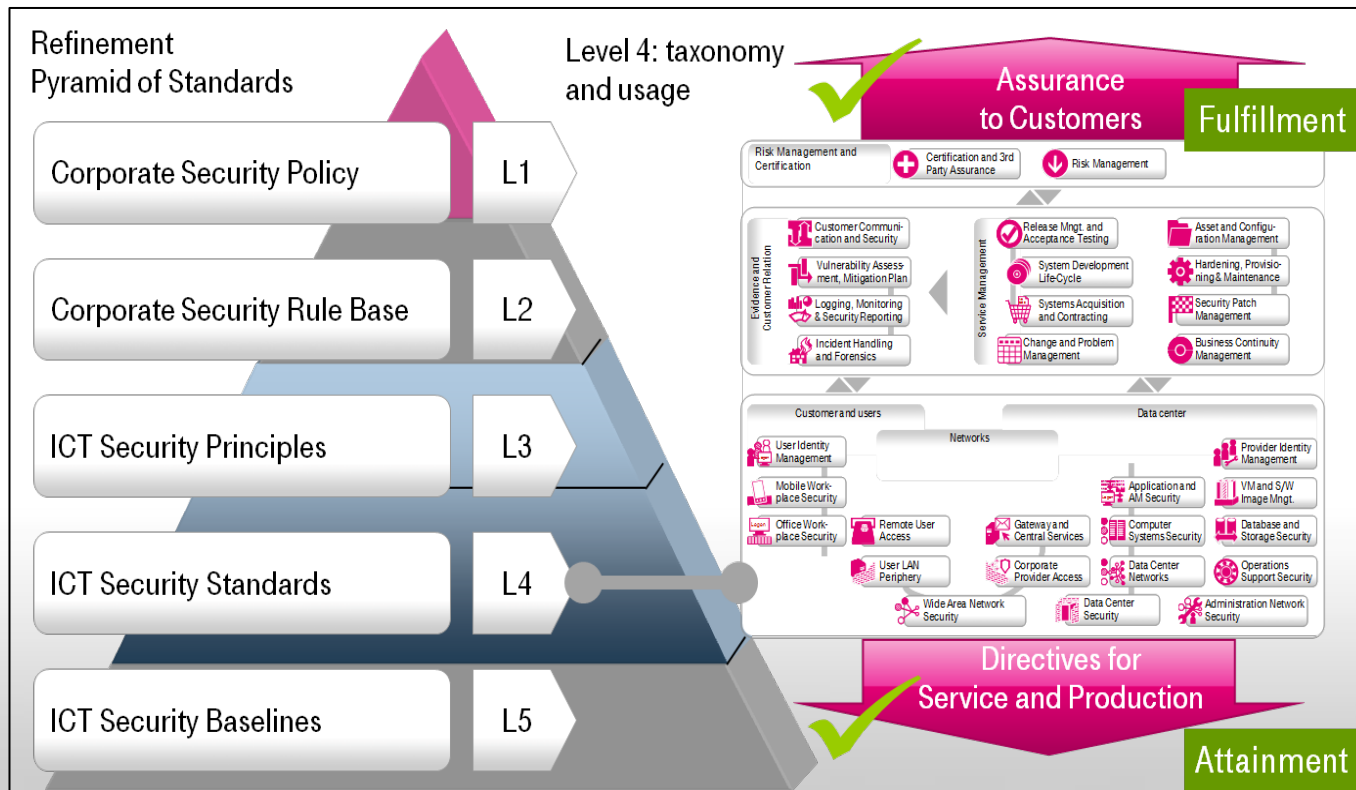 Refinement
Pyramid of Standards
Corporate Security Policy
L1
Corporate Security Rule Base
L2
ICT Security Principles
L3
ICT Security Standards
L4
ICT Security Baselines
L5
Level 4: taxonomy
and usage
Assurance
to Customers
Fulfillment
Risk Management and
Certification
Certification and 3rd
Party Assurance
Risk Management
Evidence and
Customer Relation
Customer Communi-
cation and Security
Vulnerability Assess-
ment, Mitigation Plan
Logging, Monitoring
& Security Reporting
Incident Handling
and Forensics
Service Management
Release Mngt. and
Acceptance Testing
System Development
Life-Cycle
Systems Acquisition
and Contracting
Change and Problem
Management
Asset and Configu-
ration Management
Hardening, Provisio-
ning & Maintenance
Security Patch
Management
Business Continuity
Management
Customer and users
Networks
Data center
User Identity
Management
Mobile Work-
place Security
Logon
Office Work-
place Security
Remote User
Access
User LAN
Periphery
Gateway and
Central Services
Corporate
Provider Access
Wide Area Network
Security
Application and
AM Security
Computer
Systems Security
Data Center
Networks
Data Center
Security
Provider Identity
Management
VM and S/W
Image Mngt.
Database and
Storage Security
Operations
Support Security
Administration Network
Security
Directives for
Service and Production
Attainment